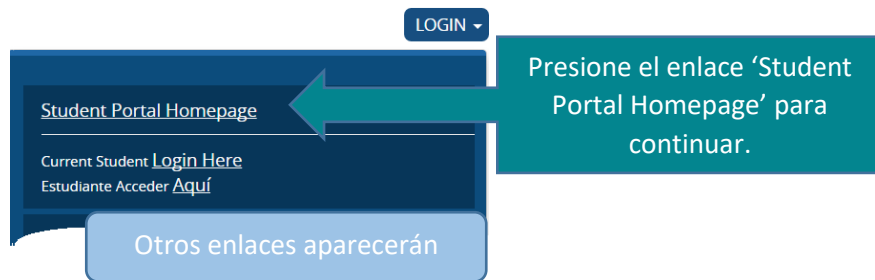 LOGIN
Student Portal Homepage
Current Student Login Here
Estudiante Acceder Aquí
Presione el enlace ‘Student
Portal Homepage’ para
continuar.
Otros enlaces aparecerán